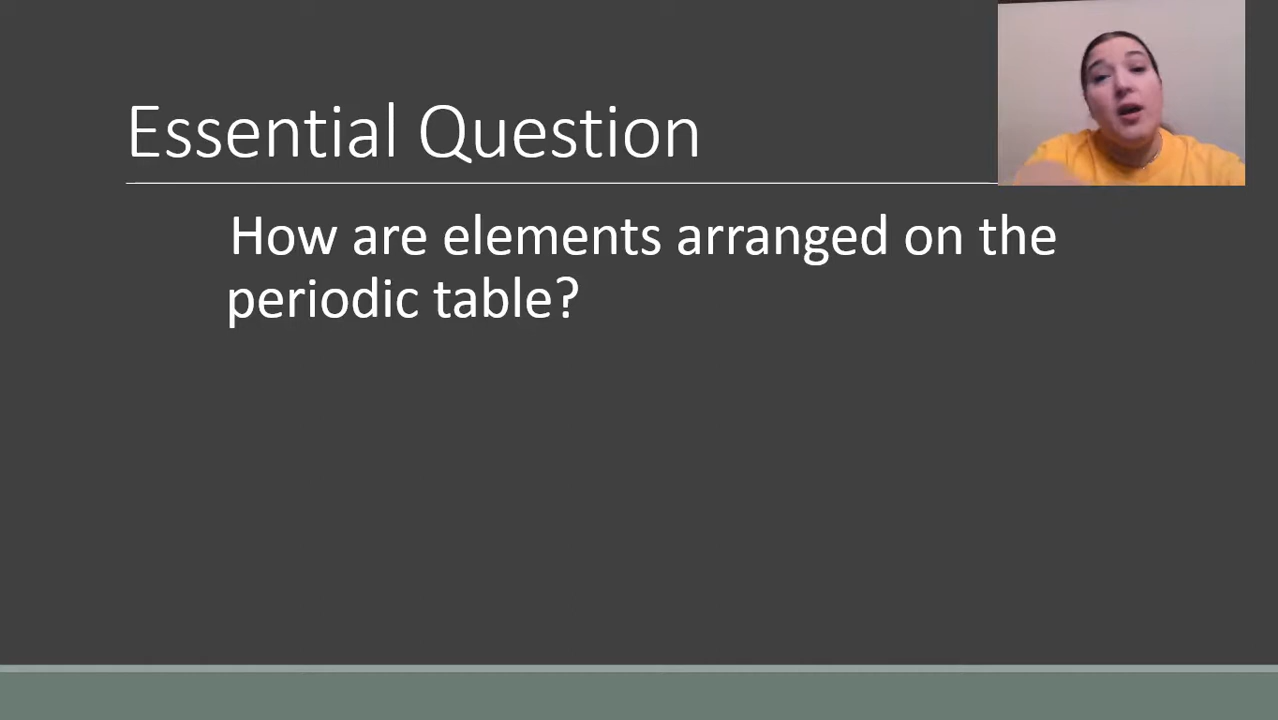 Essential Question
How are elements arranged on the
periodic table?